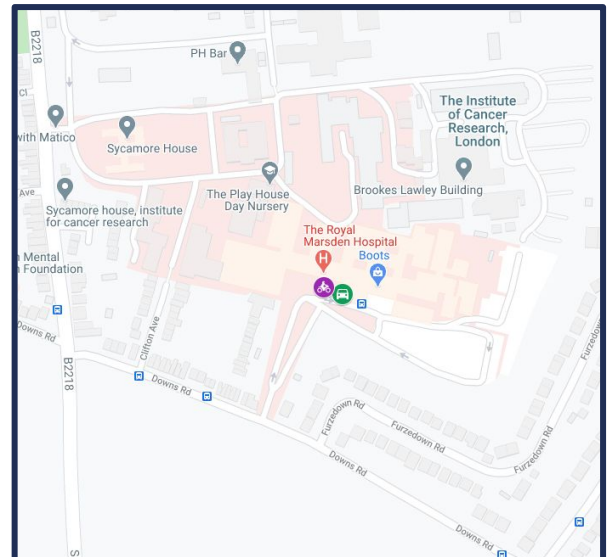 B2218
PH Bar
Cl
with Matico
Sycamore House
The Institute
of Cancer
Research,
London
Brookes Lawley Building
The Play House
Day Nursery
Ave
Sycamore house, institute
for cancer research
The Royal
Marsden Hospital
H
Boots
n Mental
n Foundation
Downs Rd
B2218
Clifton Ave
Downs Rd
Furzedown Rd
Furzedown Rd
Furzedown Rd
Furzedown Rd
Downs Rd
Downs Rd
S